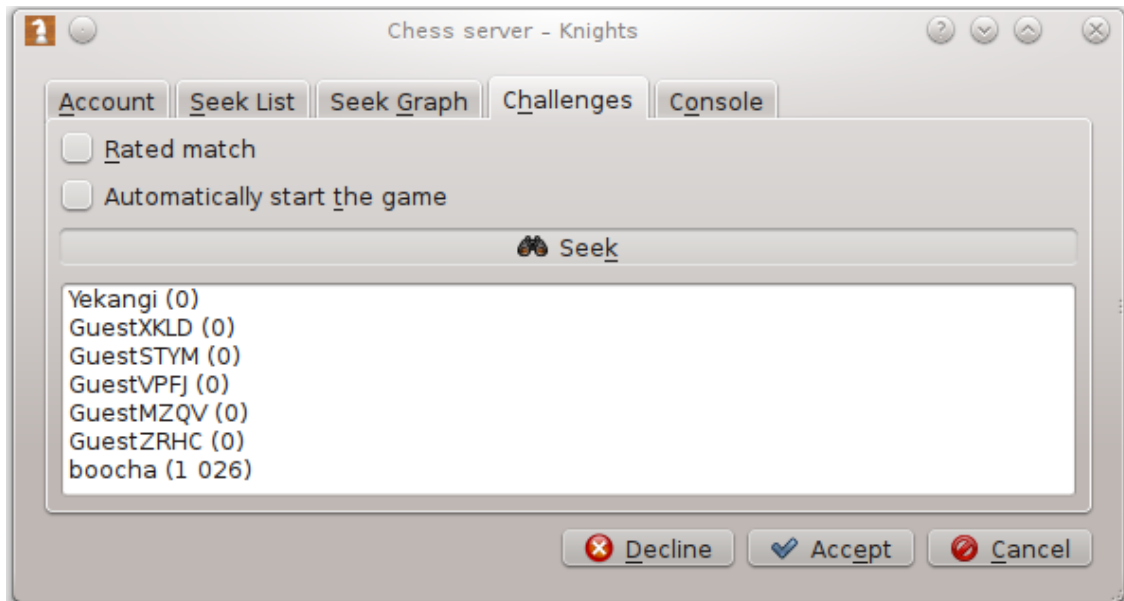 Chess server – Knights
Account Seek List Seek Graph Challenges Console
Rated match
Automatically start the game
Seek
Yekangi (0)
GuestXKLD (0)
GuestSTYM (0)
GuestVPFJ (0)
GuestMZQV (0)
GuestZRHC (0)
boocha (1 026)
Decline Accept Cancel